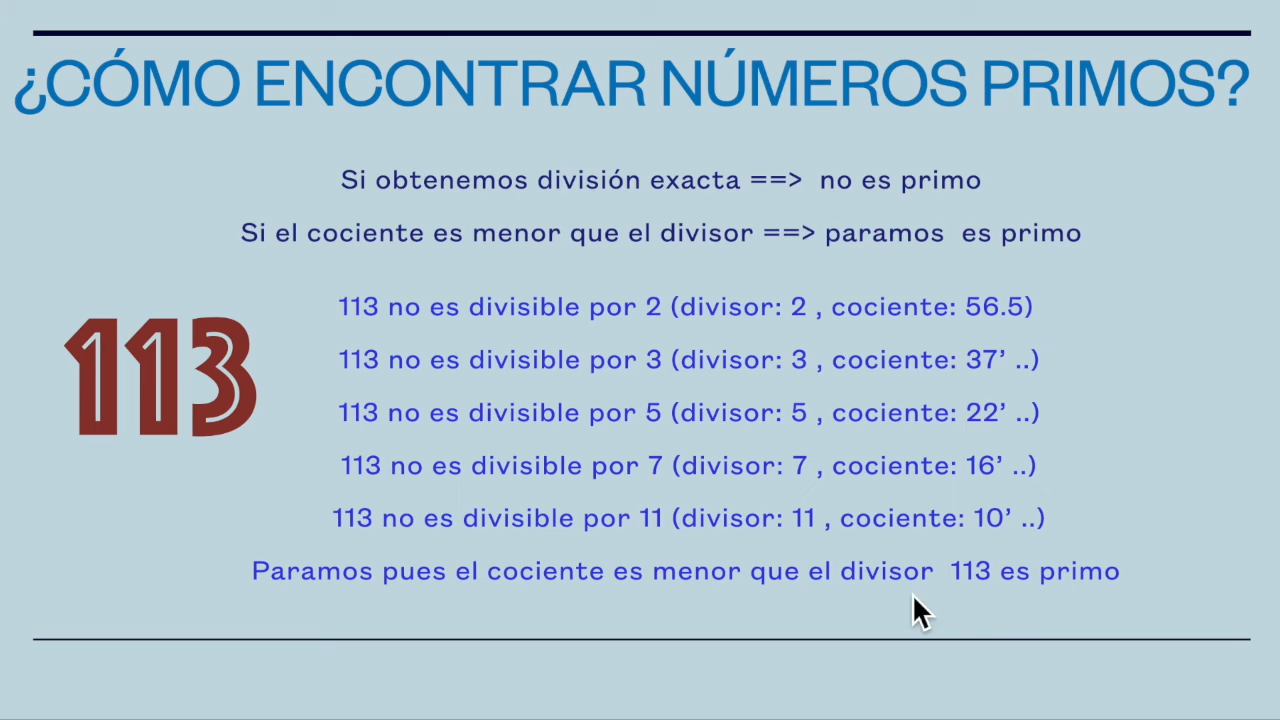 ¿CÓMO ENCONTRAR NÚMEROS PRIMOS?
Si obtenemos división exacta ==> no es primo
Si el cociente es menor que el divisor ==> paramos es primo
113
113 no es divisible por 2 (divisor: 2 , cociente: 56.5)
113 no es divisible por 3 (divisor: 3 , cociente: 37’ ..)
113 no es divisible por 5 (divisor: 5 , cociente: 22’ ..)
113 no es divisible por 7 (divisor: 7 , cociente: 16’ ..)
113 no es divisible por 11 (divisor: 11 , cociente: 10’ ..)
Paramos pues el cociente es menor que el divisor 113 es primo